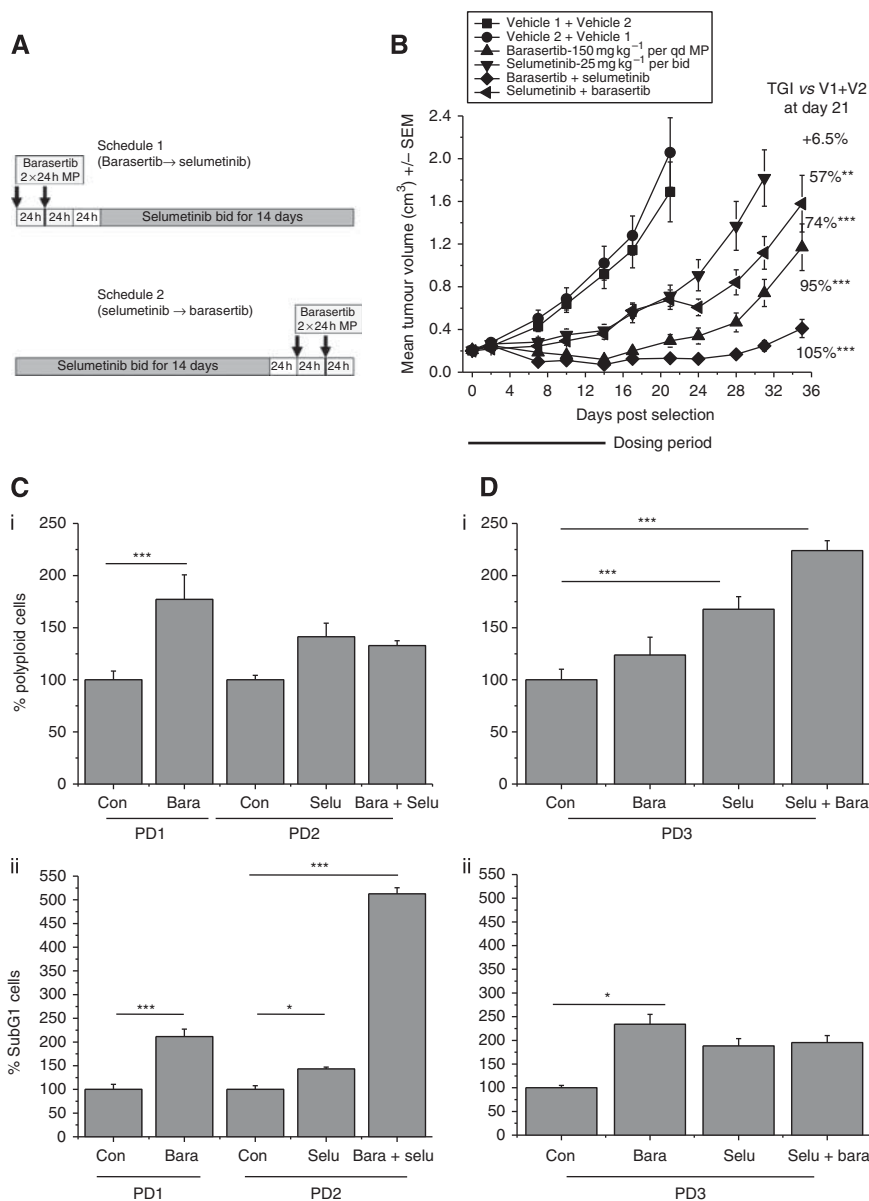 A
Schedule 1
(Barasertib→ selumetinib)
Barasertib
2×24h MP
24h 24h 24h Selumetinib bid for 14 days
Schedule 2
(selumetinib → barasertib)
Barasertib
2×24h MP
Selumetinib bid for 14 days 24h 24h 24h
B
Vehicle 1 + Vehicle 2
Vehicle 2 + Vehicle 1
Barasertib-150 mg kg−1 per qd MP
Selumetinib-25 mg kg−1 per bid
Barasertib + selumetinib
Selumetinib + barasertib
TGI vs V1+V2
at day 21
+6.5%
57%**
74%***
95%***
105%***
Mean tumour volume (cm3) +/− SEM
2.4
2.0
1.6
1.2
0.8
0.4
0.0
0 4 8 12 16 20 24 28 32 36
Days post selection
Dosing period
C
i
% polyploid cells
250
200
150
100
50
0
***
Con Bara Con Selu Bara + Selu
PD1 PD2
ii
% SubG1 cells
550
500
450
400
350
300
250
200
150
100
50
0
***
*
***
Con Bara Con Selu Bara + selu
PD1 PD2
D
i
250
200
150
100
50
0
***
***
Con Bara Selu Selu + Bara
PD3
ii
550
500
450
400
350
300
250
200
150
100
50
0
*
Con Bara Selu Selu + bara
PD3